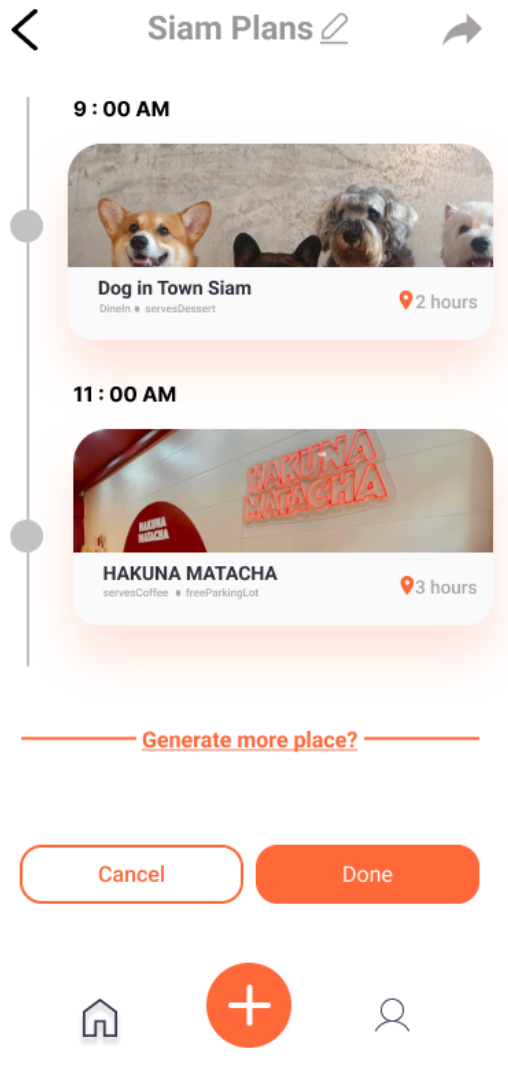 Siam Plans
9 : 00 AM
Dog in Town Siam
DineIn • servesDessert
2 hours
11 : 00 AM
HAKUNA
MATACHA
HAKUNA
MATACHA
HAKUNA MATACHA
servesCoffee • freeParkingLot
3 hours
Generate more place?
Cancel
Done